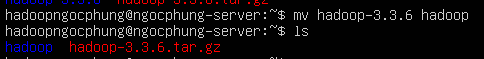 hadoopngocphung@ngocphung-server:~$ mv hadoop-3.3.6 hadoop
hadoopngocphung@ngocphung-server:~$ ls
hadoop  hadoop-3.3.6.tar.gz